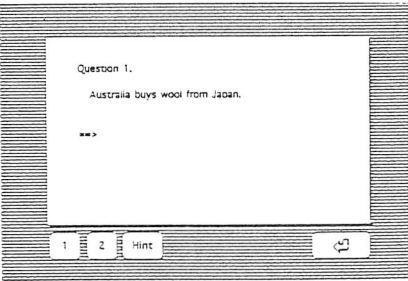 Question 1.
Australia buys wool from Japan.
==>
1 2 Hint